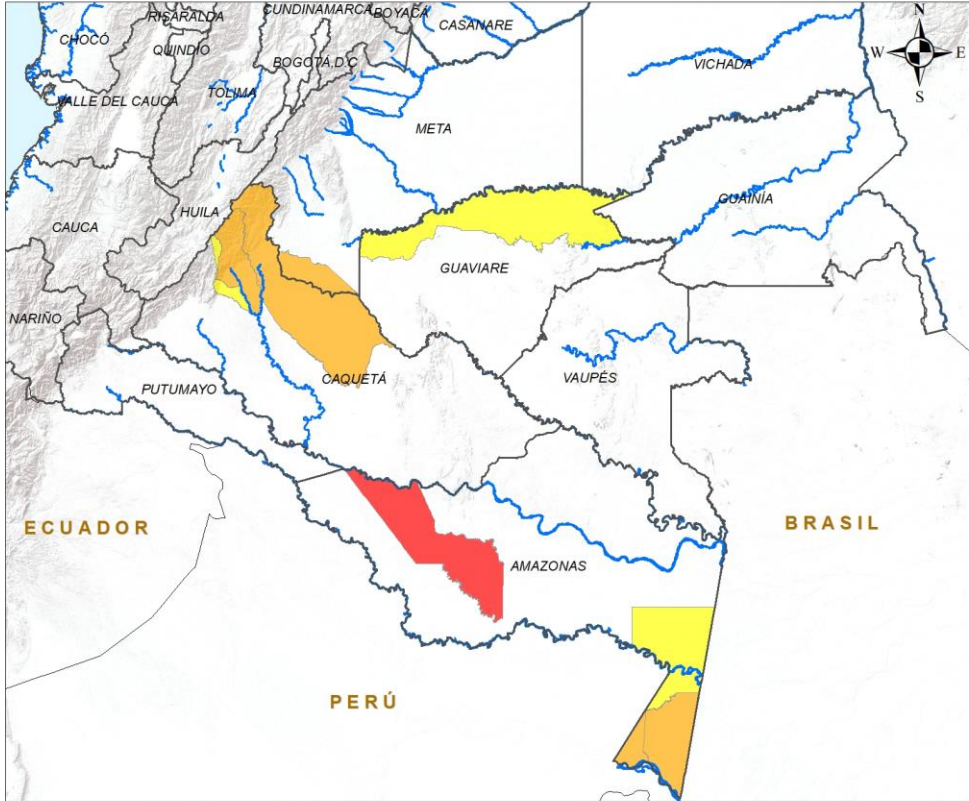 CUNDINAMARCA
BOYACÁ
RISARALDA
CASANARE
N
CHOCÓ
QUINDÍO
BOGOTÁ,D.C
W
E
VICHADA
S
VALLE DEL CAUCA
TOLIMA
META
HUILA
GUAINÍA
CAUCA
GUAVIARE
NARIÑO
CAQUETÁ
VAUPÉS
PUTUMAYO
ECUADOR
BRASIL
AMAZONAS
PERÚ